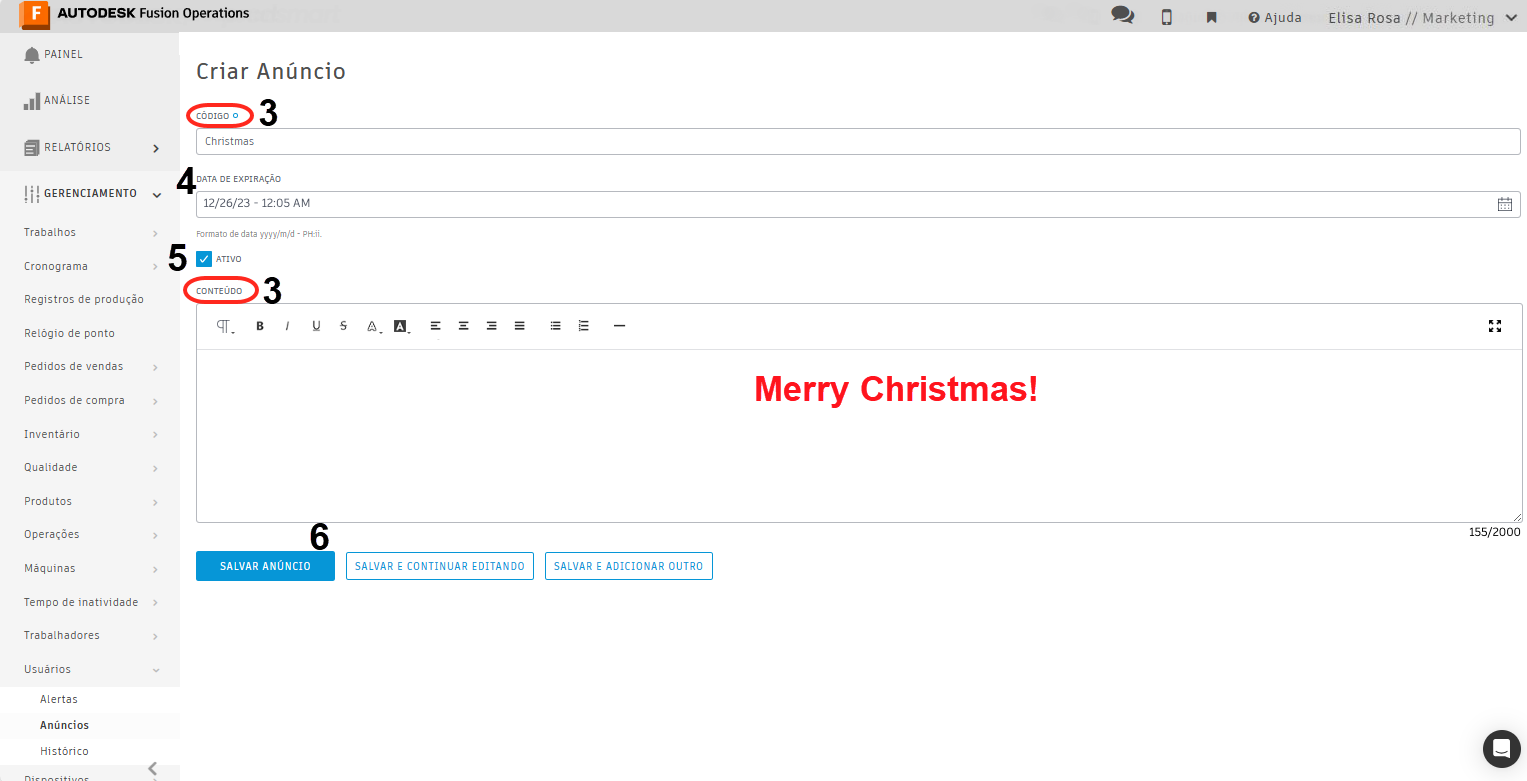 F AUTODESK Fusion Operations
Ajuda
Elisa Rosa // Marketing
PAINEL
ANÁLISE
RELATÓRIOS
GERENCIAMENTO
Trabalhos
Cronograma
Registros de produção
Relógio de ponto
Pedidos de vendas
Pedidos de compra
Inventário
Qualidade
Produtos
Operações
Máquinas
Tempo de inatividade
Trabalhadores
Usuários
Alertas
Anúncios
Histórico
Dispositivos
Criar Anúncio
CÓDIGO 3
Christmas
4 DATA DE EXPIRAÇÃO
12/26/23 - 12:05 AM
Formato de data yyyy/m/d - PH:ii.
5 ATIVO
CONTEÚDO 3
B I U S A A
Merry Christmas!
155/2000
6
SALVAR ANÚNCIO
SALVAR E CONTINUAR EDITANDO
SALVAR E ADICIONAR OUTRO